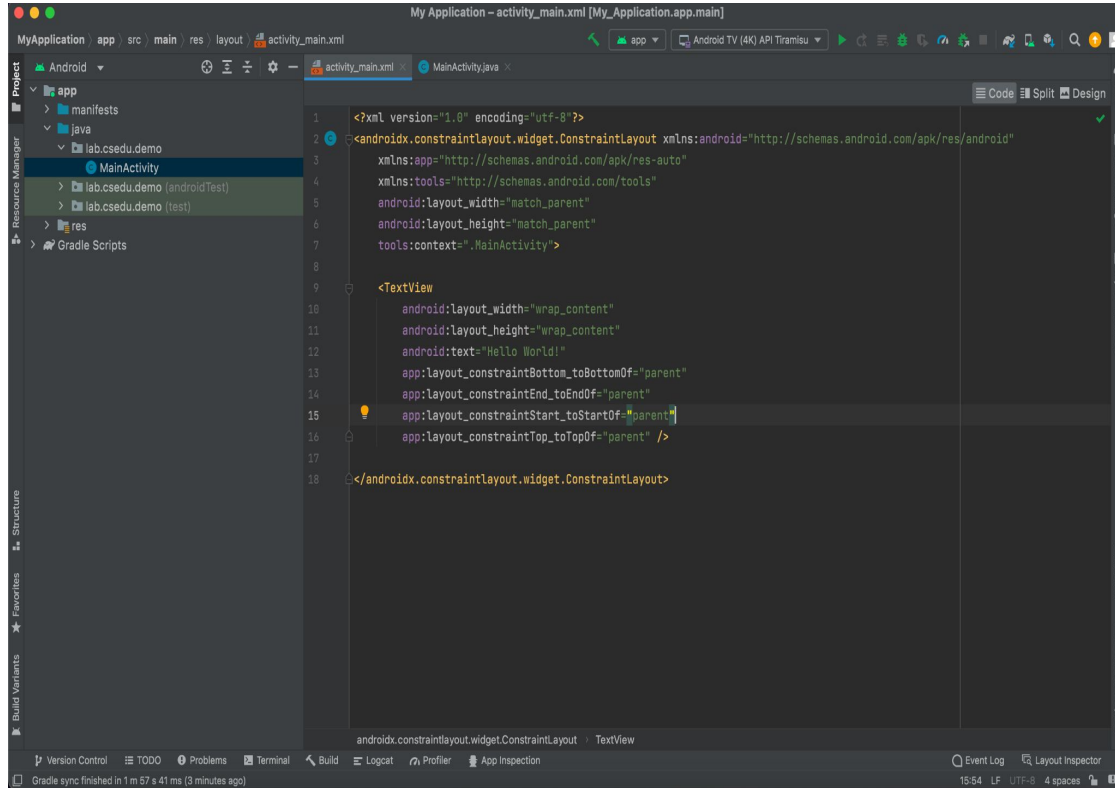 My Application – activity_main.xml [My_Application.app.main]
MyApplication app src main res layout activity_main.xml
app Android TV (4K) API Tiramisu
Project
Resource Manager
Structure
Favorites
Build Variants
Android
app
manifests
java
lab.csedu.demo
MainActivity
lab.csedu.demo (androidTest)
lab.csedu.demo (test)
res
Gradle Scripts
activity_main.xml MainActivity.java
Code Split Design
1 <?xml version="1.0" encoding="utf-8"?>
2 <androidx.constraintlayout.widget.ConstraintLayout xmlns:android="http://schemas.android.com/apk/res/android"
3 xmlns:app="http://schemas.android.com/apk/res-auto"
4 xmlns:tools="http://schemas.android.com/tools"
5 android:layout_width="match_parent"
6 android:layout_height="match_parent"
7 tools:context=".MainActivity">
8
9 <TextView
10 android:layout_width="wrap_content"
11 android:layout_height="wrap_content"
12 android:text="Hello World!"
13 app:layout_constraintBottom_toBottomOf="parent"
14 app:layout_constraintEnd_toEndOf="parent"
15 app:layout_constraintStart_toStartOf="parent"
16 app:layout_constraintTop_toTopOf="parent" />
17
18 </androidx.constraintlayout.widget.ConstraintLayout>
androidx.constraintlayout.widget.ConstraintLayout TextView
Version Control TODO Problems Terminal Build Logcat Profiler App Inspection Event Log Layout Inspector
Gradle sync finished in 1 m 57 s 41 ms (3 minutes ago) 15:54 LF UTF-8 4 spaces